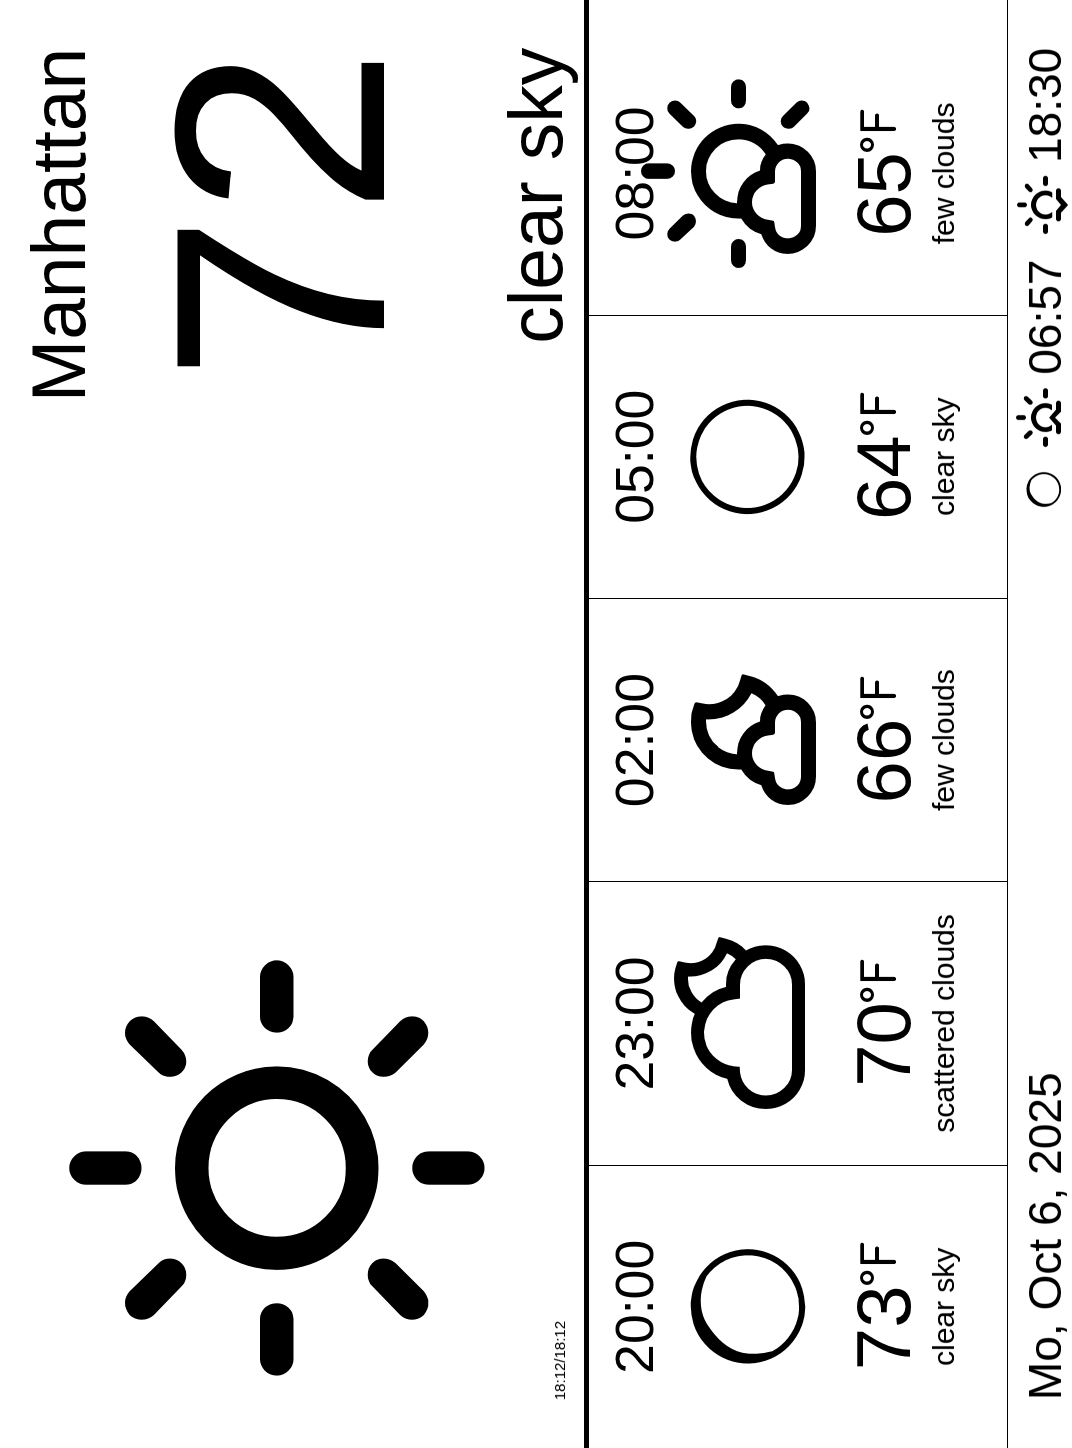 Manhattan
72
clear sky
18:12/18:12
20:00
73°F
clear sky
23:00
70°F
scattered clouds
02:00
66°F
few clouds
05:00
64°F
clear sky
08:00
65°F
few clouds
Mo, Oct 6, 2025
06:57 18:30